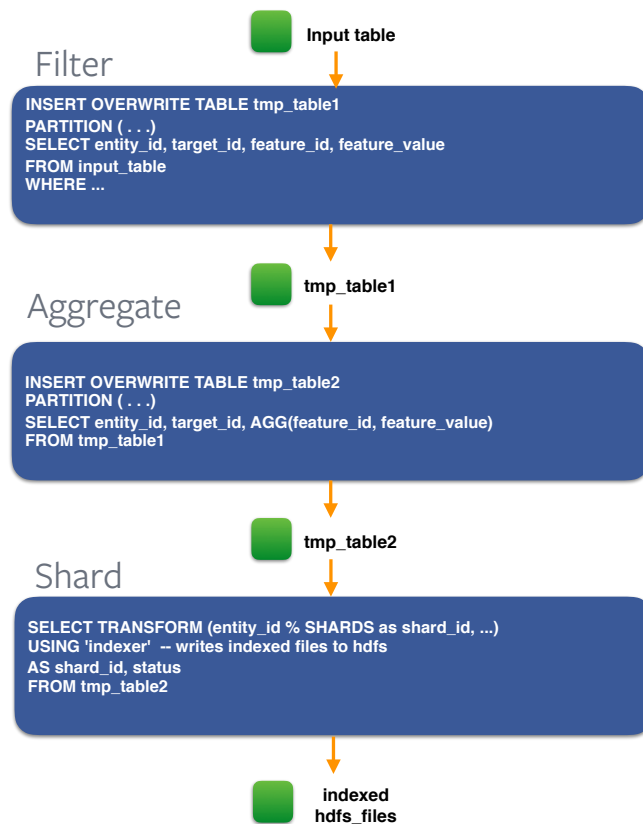 Input table
Filter
INSERT OVERWRITE TABLE tmp_table1
PARTITION ( . . .)
SELECT entity_id, target_id, feature_id, feature_value
FROM input_table
WHERE ...
tmp_table1
Aggregate
INSERT OVERWRITE TABLE tmp_table2
PARTITION ( . . .)
SELECT entity_id, target_id, AGG(feature_id, feature_value)
FROM tmp_table1
tmp_table2
Shard
SELECT TRANSFORM (entity_id % SHARDS as shard_id, ...)
USING 'indexer'  -- writes indexed files to hdfs
AS shard_id, status
FROM tmp_table2
indexed
hdfs_files